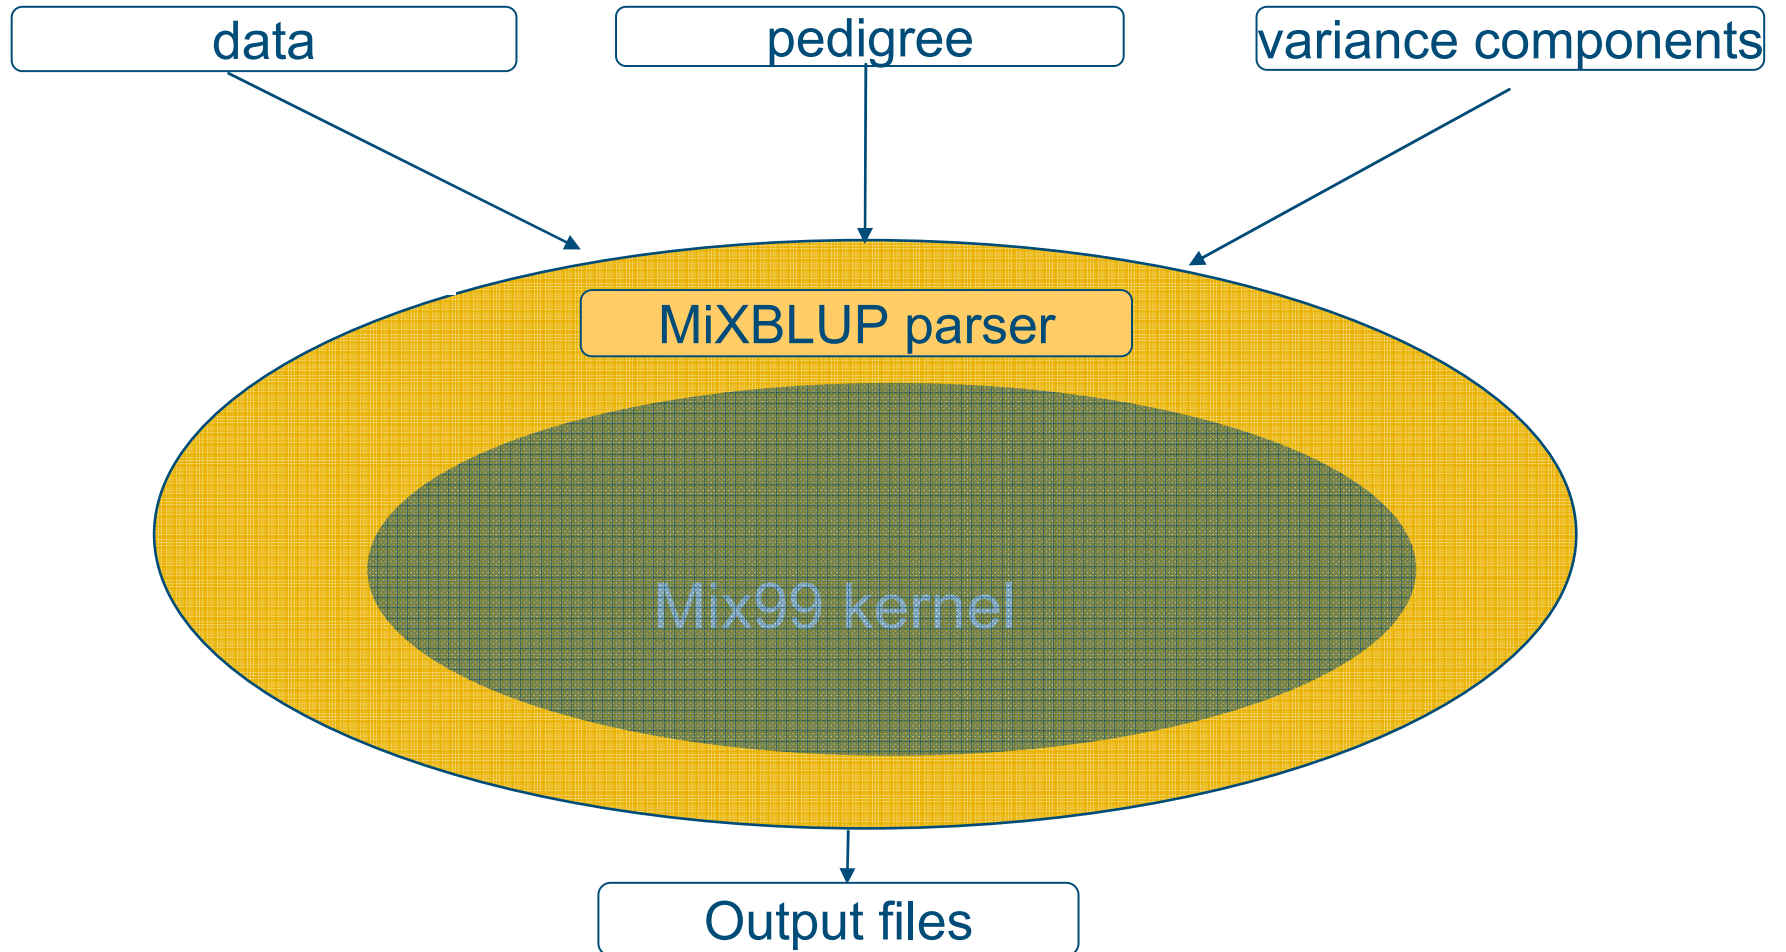 data
pedigree
variance components
MiXBLUP parser
Mix99 kernel
Output files